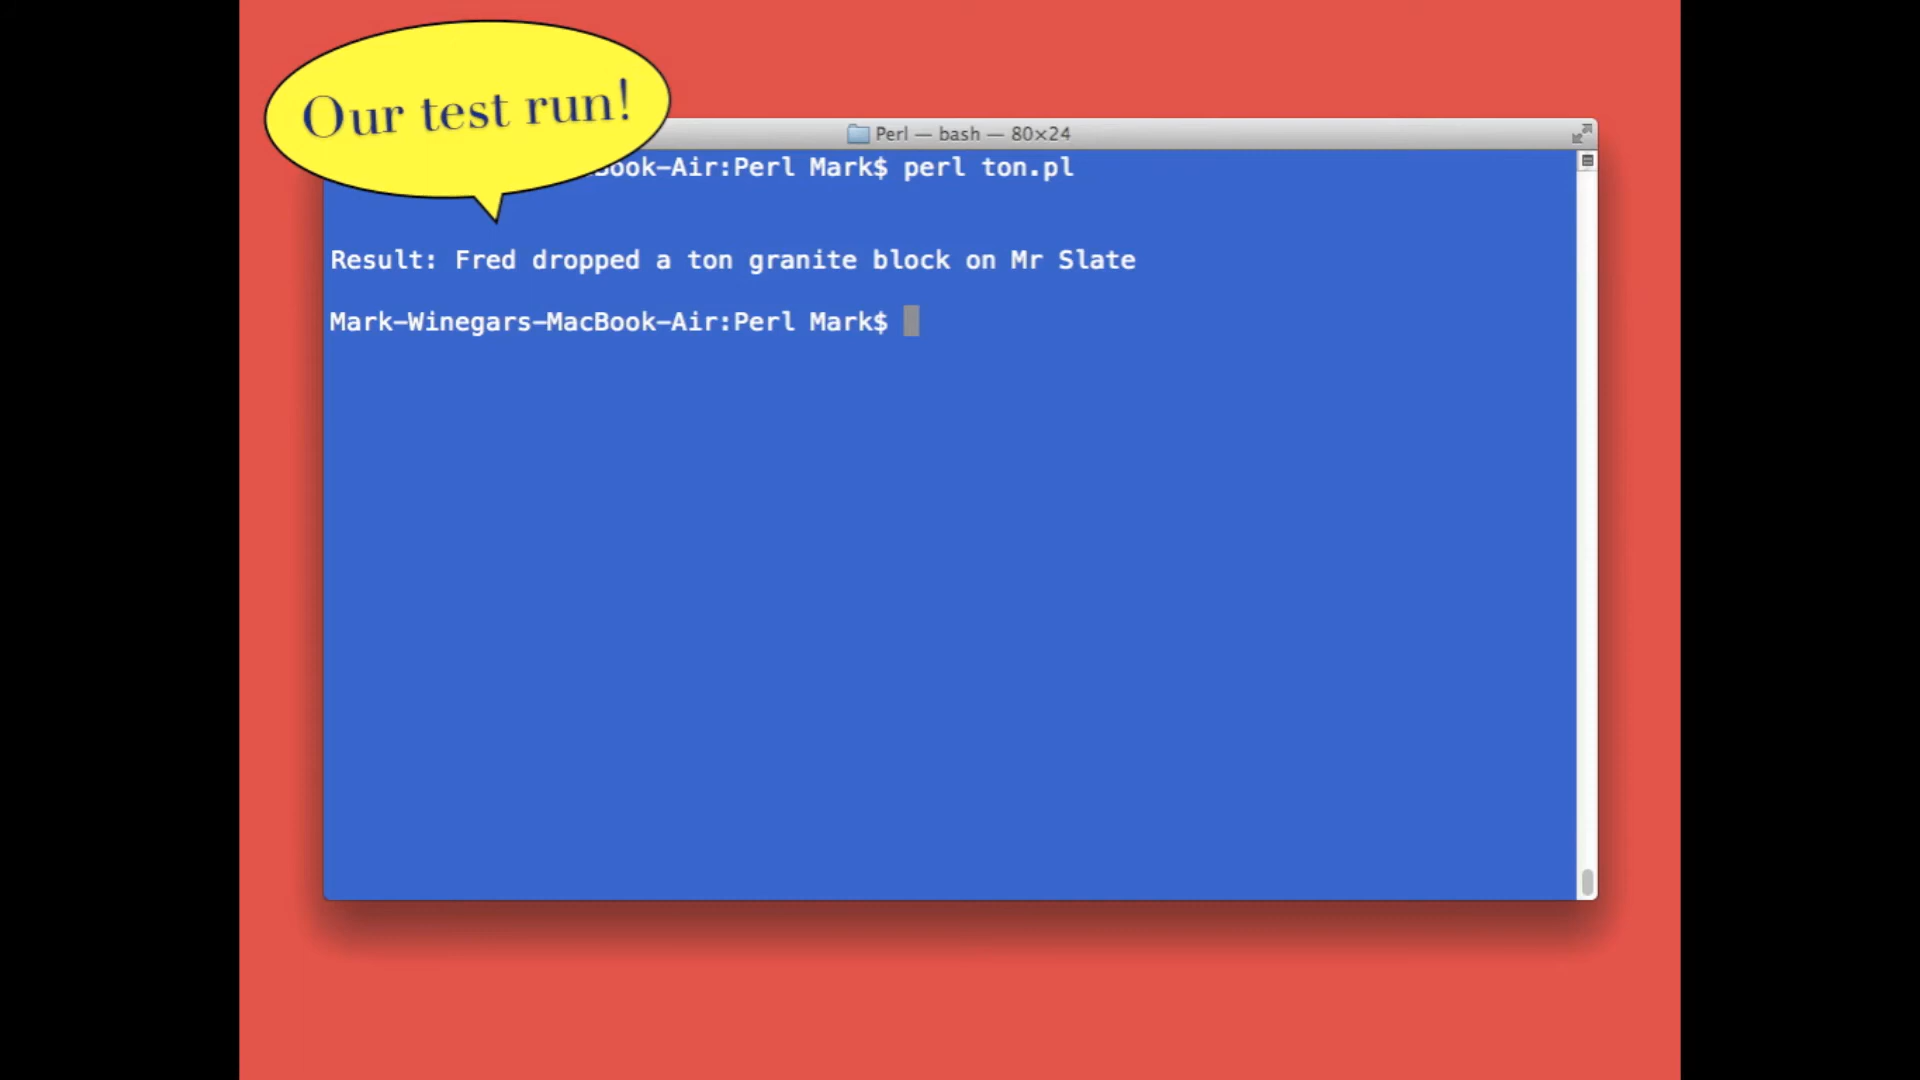 Our test run!
Perl — bash — 80×24
ook-Air:Perl Mark$ perl ton.pl
Result: Fred dropped a ton granite block on Mr Slate
Mark-Winegars-MacBook-Air:Perl Mark$